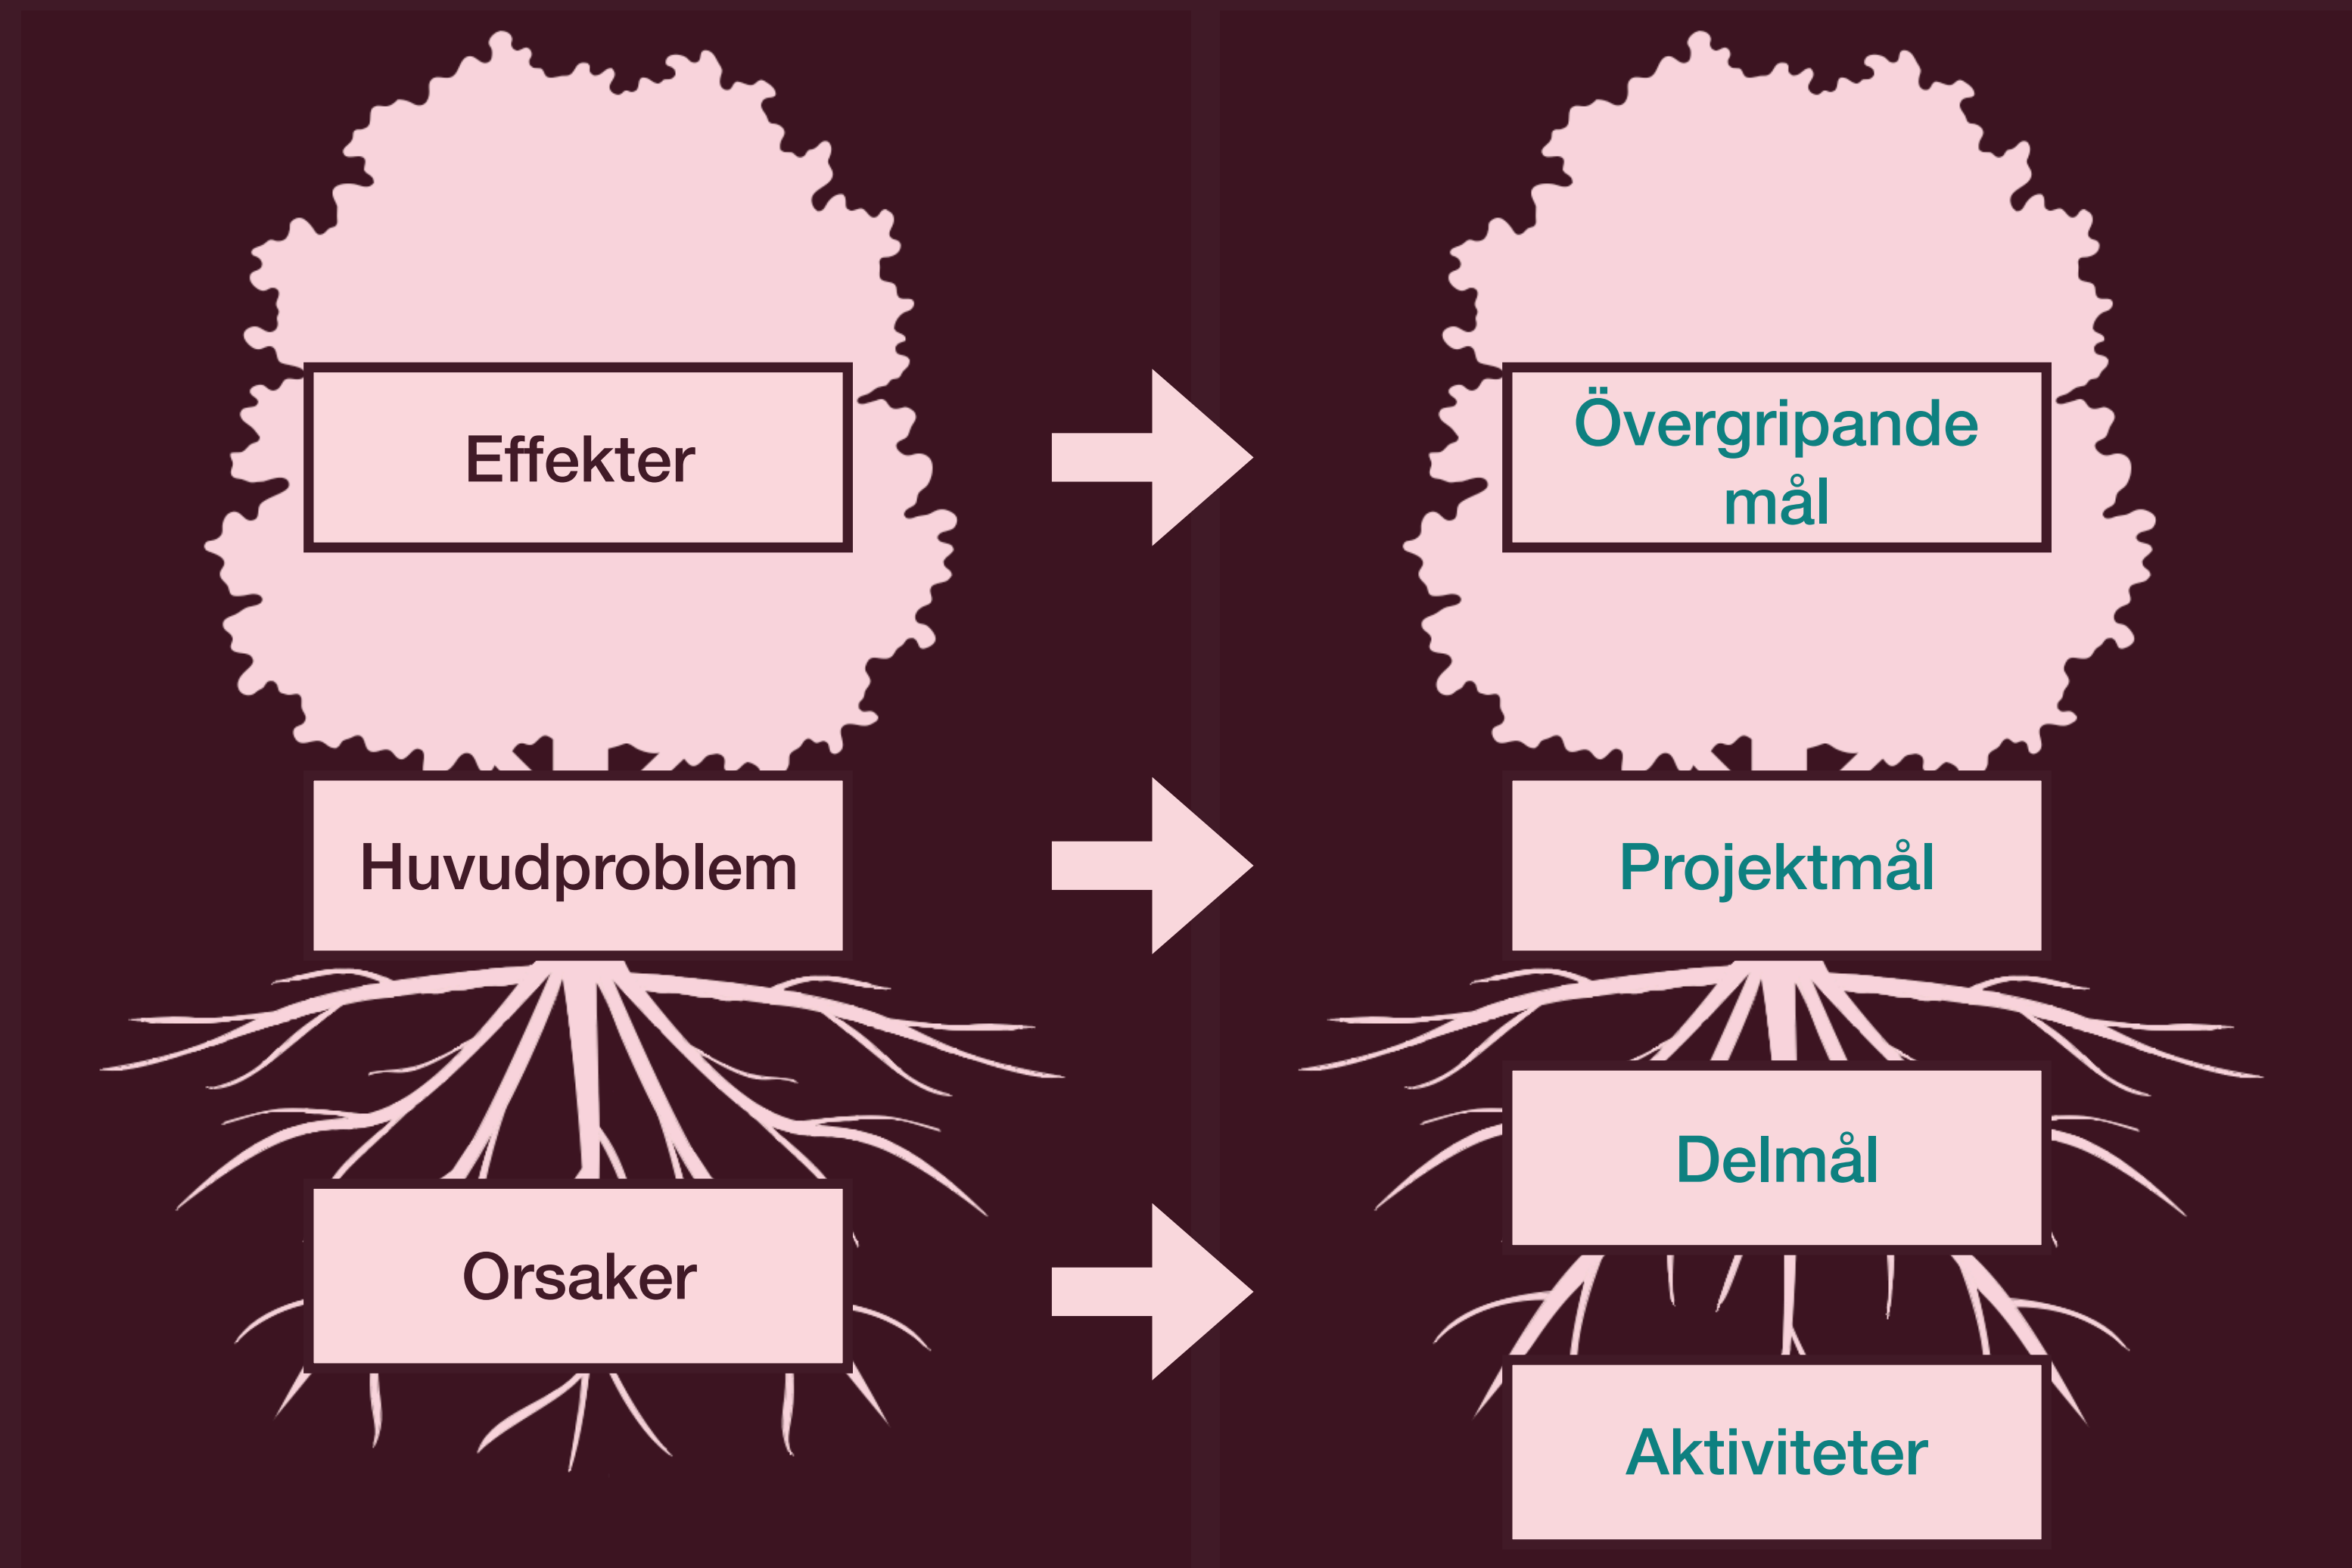 Effekter
Huvudproblem
Orsaker
Övergripande
mål
Projektmål
Delmål
Aktiviteter